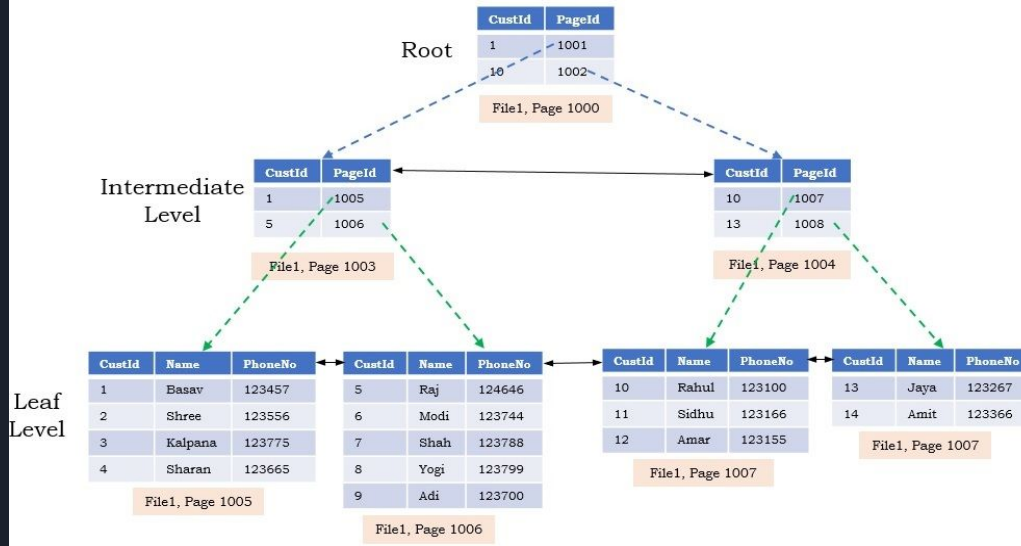 CustId PageId
Root
1 1001
10 1002
File1, Page 1000
CustId PageId
CustId PageId
Intermediate
Level
1 1005
5 1006
10 1007
13 1008
File1, Page 1003
File1, Page 1004
CustId Name PhoneNo
1 Basav 123457
2 Shree 123556
3 Kalpana 123775
4 Sharan 123665
File1, Page 1005
CustId Name PhoneNo
5 Raj 124646
6 Modi 123744
7 Shah 123788
8 Yogi 123799
9 Adi 123700
File1, Page 1006
CustId Name PhoneNo
10 Rahul 123100
11 Sidhu 123166
12 Amar 123155
File1, Page 1007
CustId Name PhoneNo
13 Jaya 123267
14 Amit 123366
File1, Page 1007
Leaf
Level